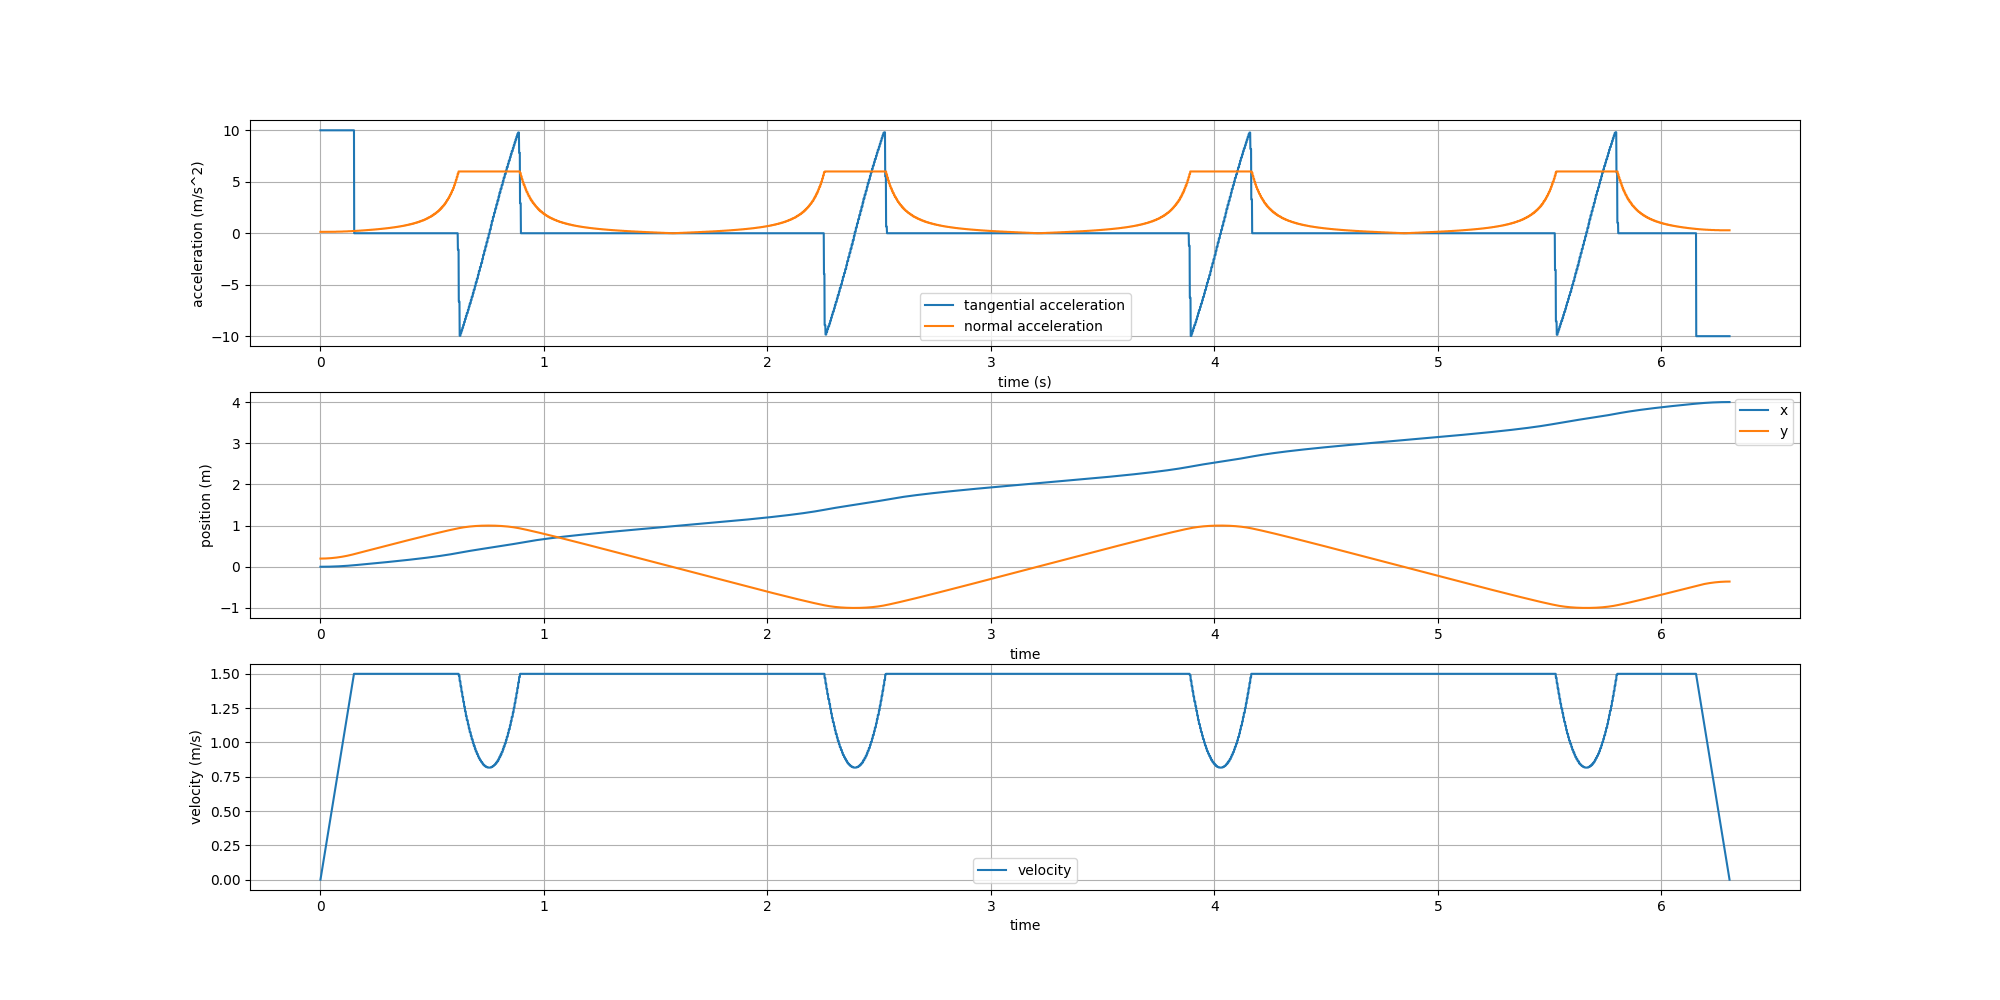 10
5
0
−5
−10
acceleration (m/s^2)
tangential acceleration
normal acceleration
0 1 2 3 4 5 6
time (s)
4
3
2
1
0
−1
position (m)
x
y
0 1 2 3 4 5 6
time
1.50
1.25
1.00
0.75
0.50
0.25
0.00
velocity (m/s)
velocity
0 1 2 3 4 5 6
time